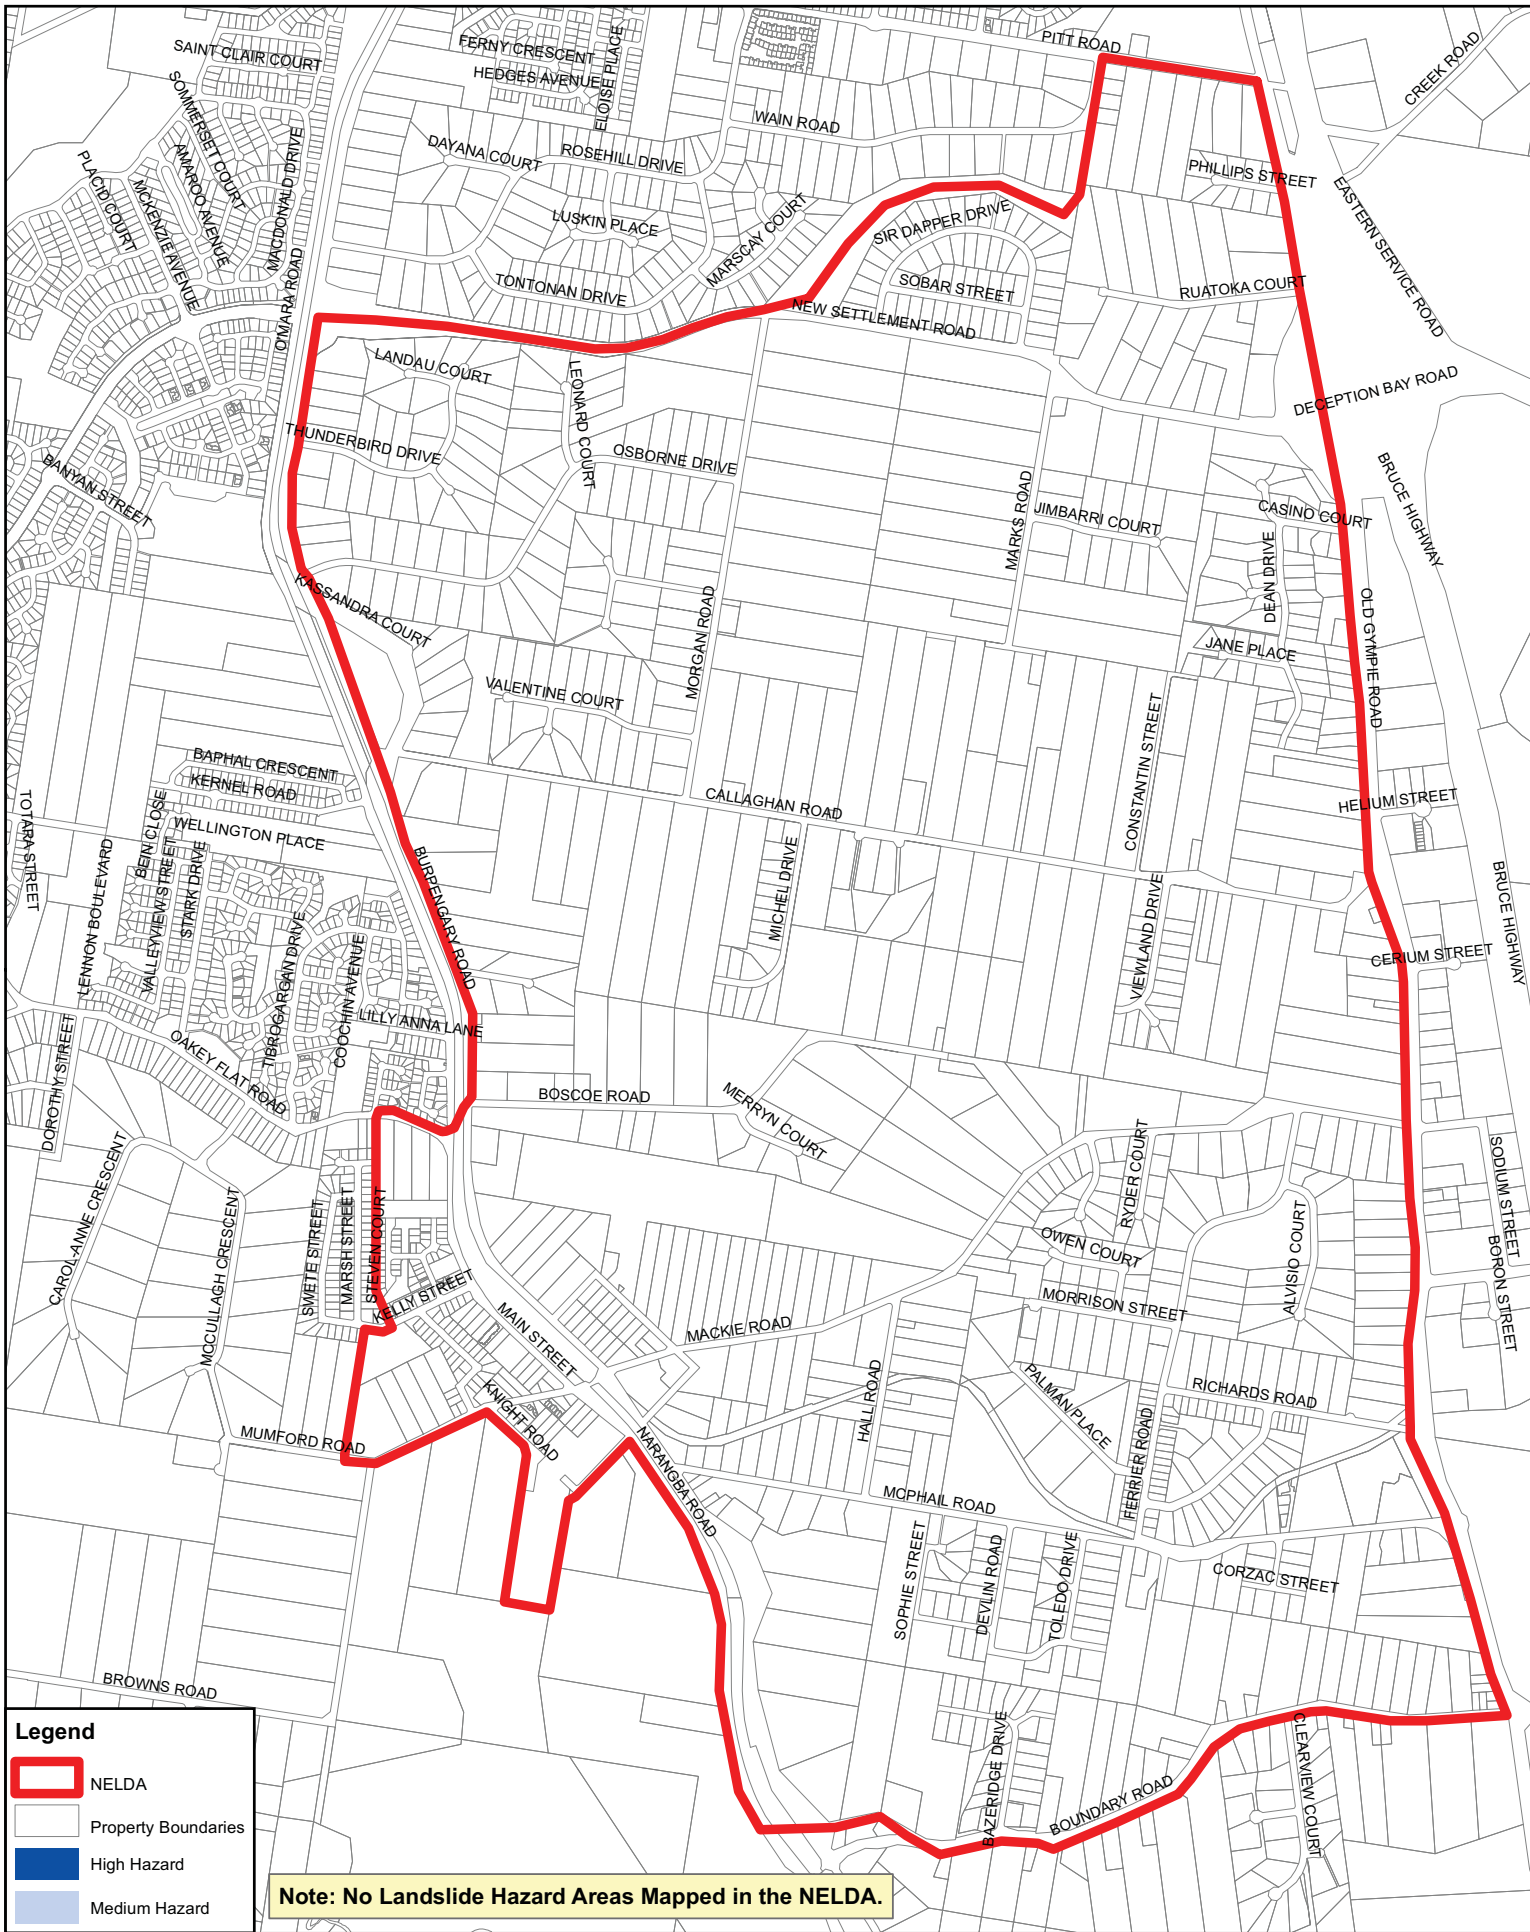 PITT ROAD
FERNY CRESCENT
SAINT CLAIR COURT
HEDGES AVENUE
ELOISE PLACE
CREEK ROAD
SOMMERSET COURT
WAIN ROAD
AMAROO AVENUE
MACDONALD DRIVE
DAYANA COURT
ROSEHILL DRIVE
PLACID COURT
MCKENZIE AVENUE
PHILLIPS STREET
EASTERN SERVICE ROAD
LUSKIN PLACE
MARSCAY COURT
SIR DAPPER DRIVE
O'MARA ROAD
TONTONAN DRIVE
SOBAR STREET
RUATOKA COURT
NEW SETTLEMENT ROAD
LANDAU COURT
LEONARD COURT
DECEPTION BAY ROAD
THUNDERBIRD DRIVE
OSBORNE DRIVE
BANYAN STREET
BRUCE HIGHWAY
MARKS ROAD
JIMBARRI COURT
CASINO COURT
DEAN DRIVE
KASSANDRA COURT
OLD GYMPIE ROAD
MORGAN ROAD
JANE PLACE
VALENTINE COURT
CONSTANTIN STREET
BAPHAL CRESCENT
KERNEL ROAD
TOTARA STREET
BEIN CLOSE
CALLAGHAN ROAD
HELIUM STREET
WELLINGTON PLACE
LENNON BOULEVARD
VALLEYVIEW STREET
STARK DRIVE
BURPENGARY ROAD
MICHEL DRIVE
VIEWLAND DRIVE
BRUCE HIGHWAY
TIBROGARGAN DRIVE
COOCHIN AVENUE
CERIUM STREET
LILLY ANNA LANE
DOROTHY STREET
OAKEY FLAT ROAD
BOSCOE ROAD
MERRYN COURT
CAROL-ANNE CRESCENT
RYDER COURT
SODIUM STREET
MCCULLAGH CRESCENT
SWETE STREET
MARSH STREET
STEVEN COURT
OWEN COURT
ALVISIO COURT
BORON STREET
KELLY STREET
MORRISON STREET
MAIN STREET
MACKIE ROAD
HALL ROAD
PALMAN PLACE
RICHARDS ROAD
KNIGHT ROAD
FERRIER ROAD
MUMFORD ROAD
NARANGBA ROAD
MCPHAIL ROAD
SOPHIE STREET
DEVLIN ROAD
TOLEDO DRIVE
CORZAC STREET
BROWNS ROAD
BAZERIDGE DRIVE
BOUNDARY ROAD
CLEARVIEW COURT
Legend
NELDA
Property Boundaries
High Hazard
Medium Hazard
Note: No Landslide Hazard Areas Mapped in the NELDA.